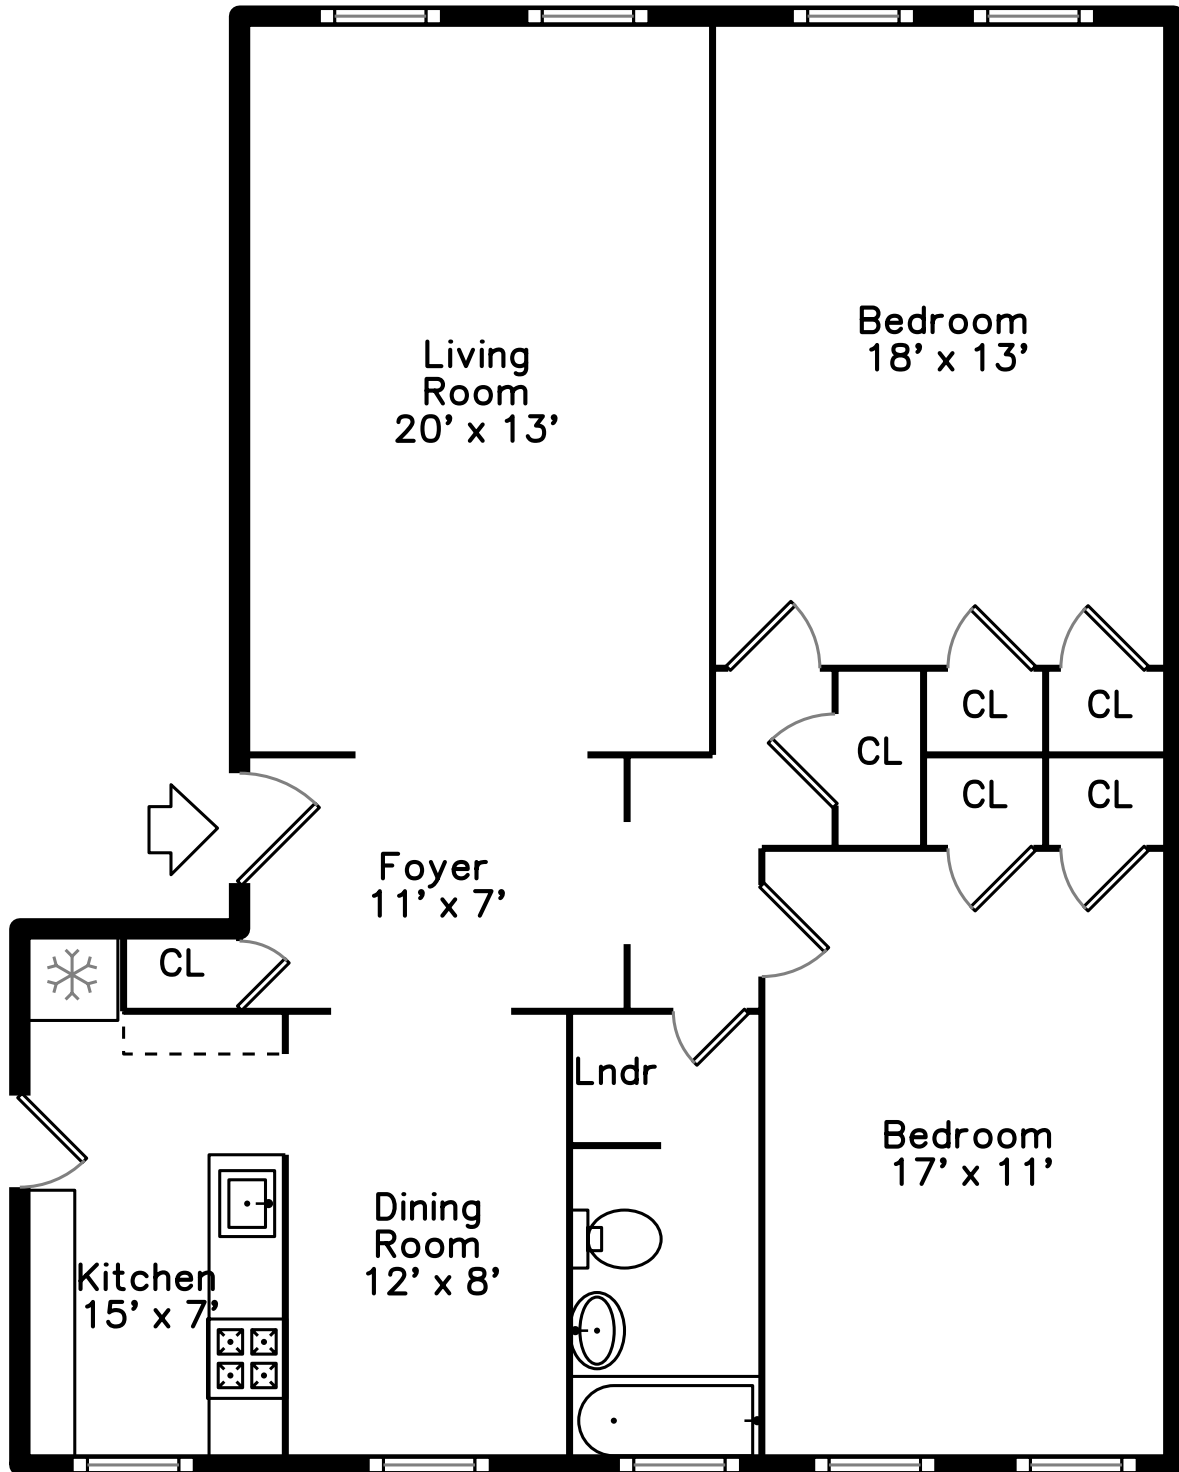 Bedroom
18’ x 13’
Living
Room
20’ x 13’
CL
CL
CL
CL
CL
Foyer
11’ x 7’
CL
Lndr
Bedroom
17’ x 11’
Dining
Room
12’ x 8’
Kitchen
15’ x 7’